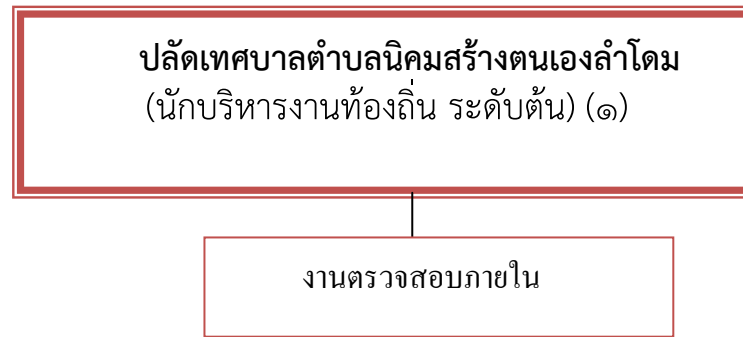 ปลัดเทศบาลตำบลนิคมสร้างตนเองลำโดม
(นักบริหารงานท้องถิ่น ระดับต้น) (๑)
งานตรวจสอบภายใน